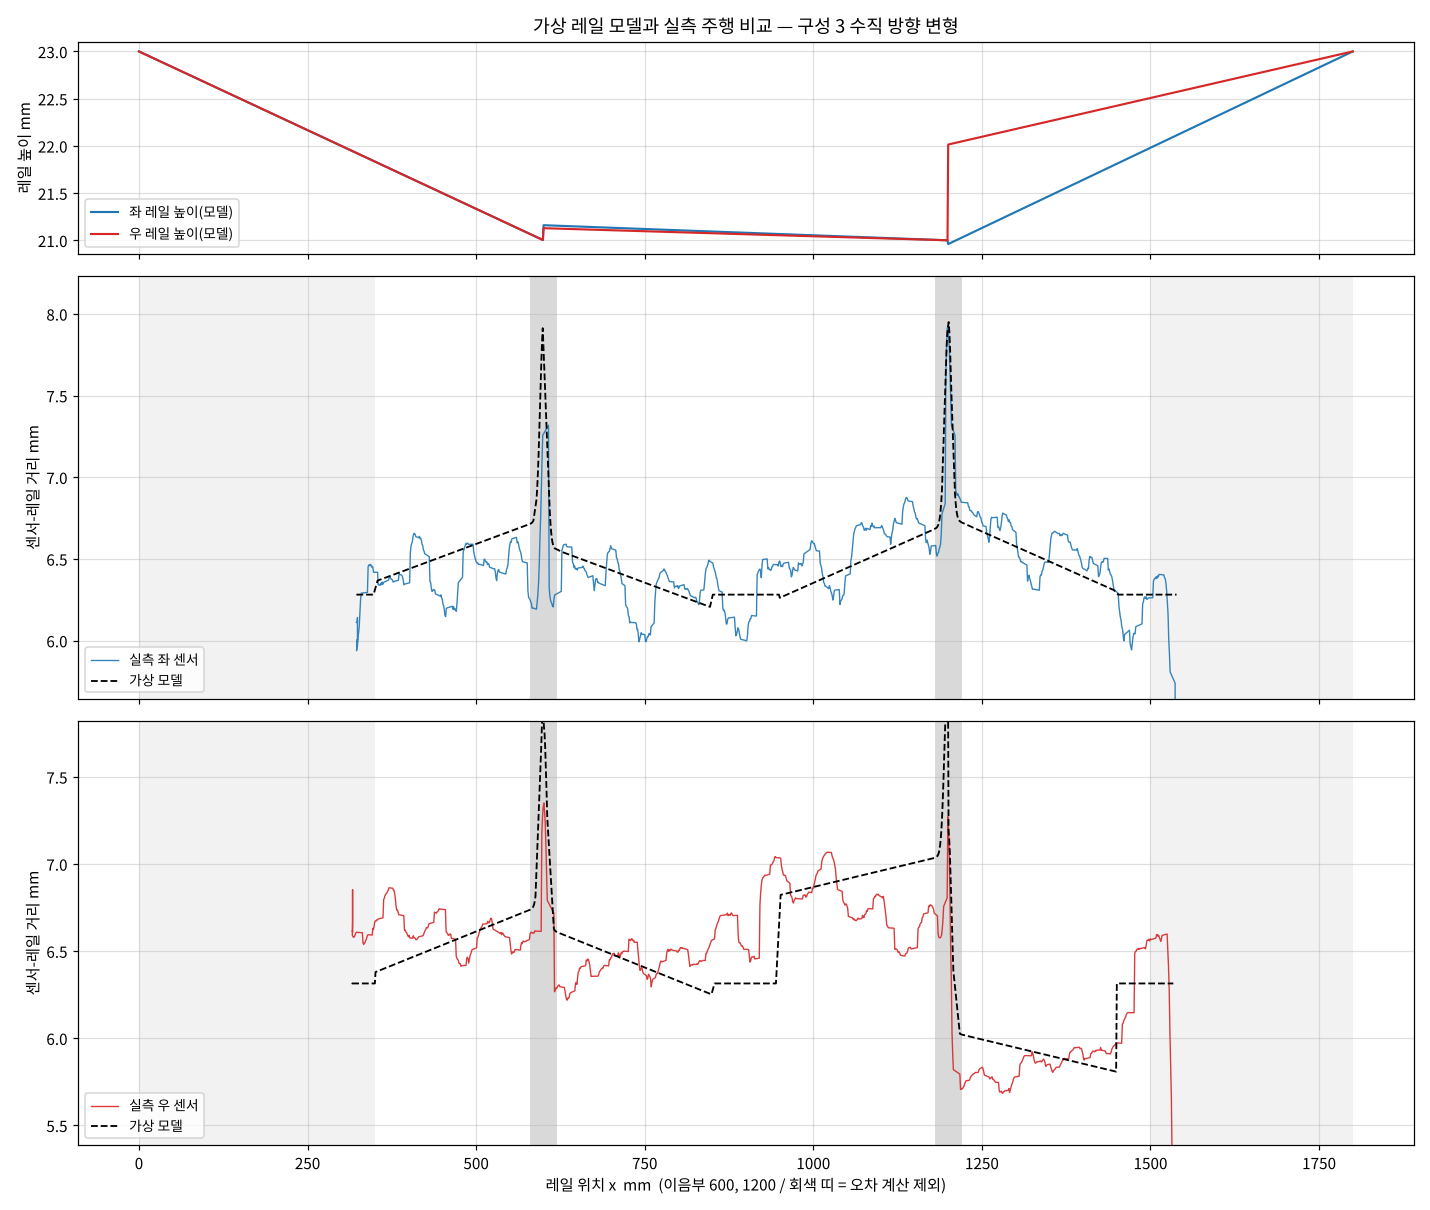 가상 레일 모델과 실측 주행 비교 — 구성 3 수직 방향 변형
레일 높이 mm
23.0
22.5
22.0
21.5
21.0
좌 레일 높이(모델)
우 레일 높이(모델)
센서-레일 거리 mm
8.0
7.5
7.0
6.5
6.0
실측 좌 센서
가상 모델
센서-레일 거리 mm
7.5
7.0
6.5
6.0
5.5
실측 우 센서
가상 모델
0 250 500 750 1000 1250 1500 1750
레일 위치 x mm (이음부 600, 1200 / 회색 띠 = 오차 계산 제외)